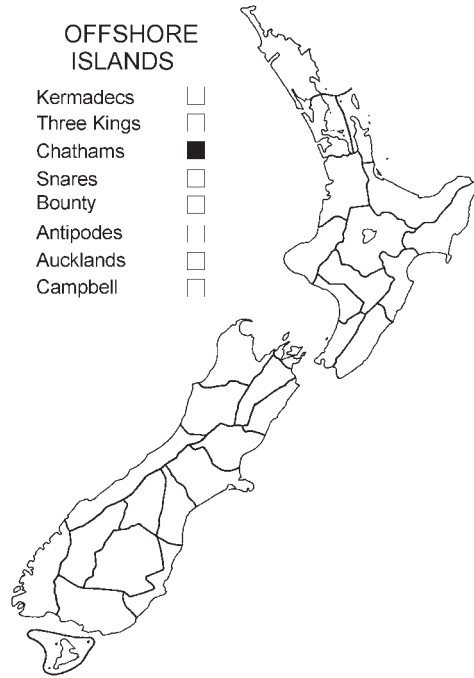 OFFSHORE
ISLANDS
Kermadecs
Three Kings
Chathams
Snares
Bounty
Antipodes
Aucklands
Campbell